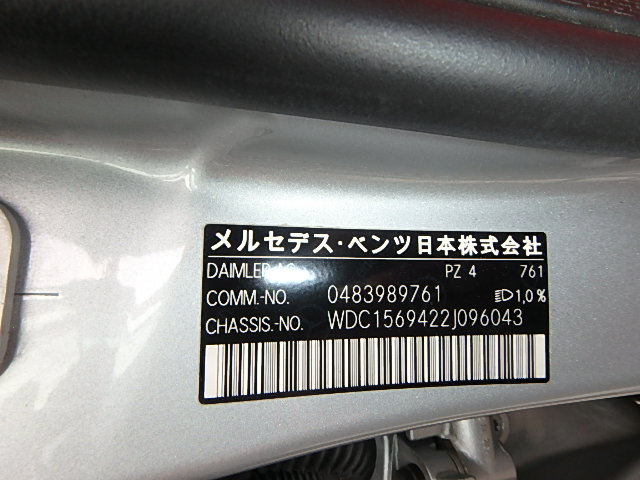 メルセデス・ベンツ日本株式会社
DAIMLER AG PZ 4 761
COMM.-NO. 0483989761 1,0%
CHASSIS.-NO. WDC1569422J096043